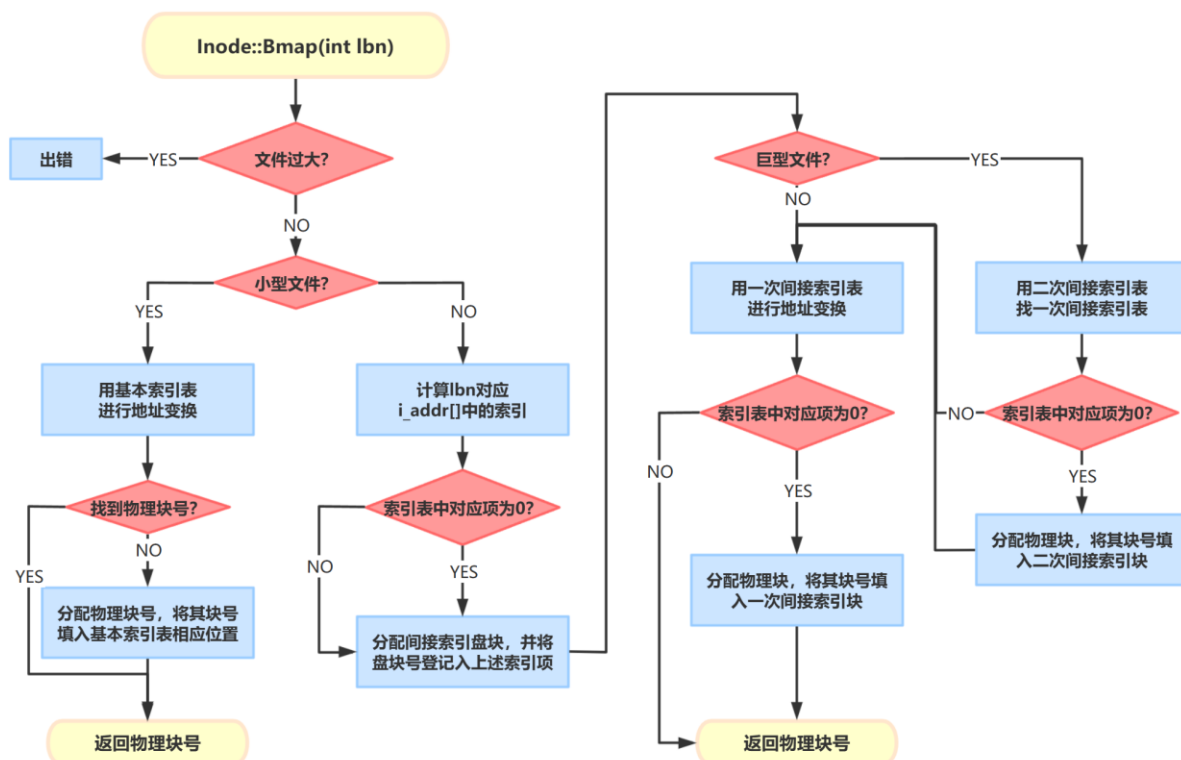 Inode::Bmap(int lbn)
文件过大?
YES
出错
NO
小型文件?
YES
NO
用基本索引表
进行地址变换
计算lbn对应
i_addr[]中的索引
找到物理块号?
索引表中对应项为0?
NO
YES
NO
YES
分配物理块号，将其块号
填入基本索引表相应位置
分配间接索引盘块，并将
盘块号登记入上述索引项
返回物理块号
巨型文件?
YES
NO
用一次间接索引表
进行地址变换
用二次间接索引表
找一次间接索引表
索引表中对应项为0?
NO
索引表中对应项为0?
NO
YES
YES
分配物理块，将其块号填
入一次间接索引块
分配物理块，将其块号填
入二次间接索引块
返回物理块号